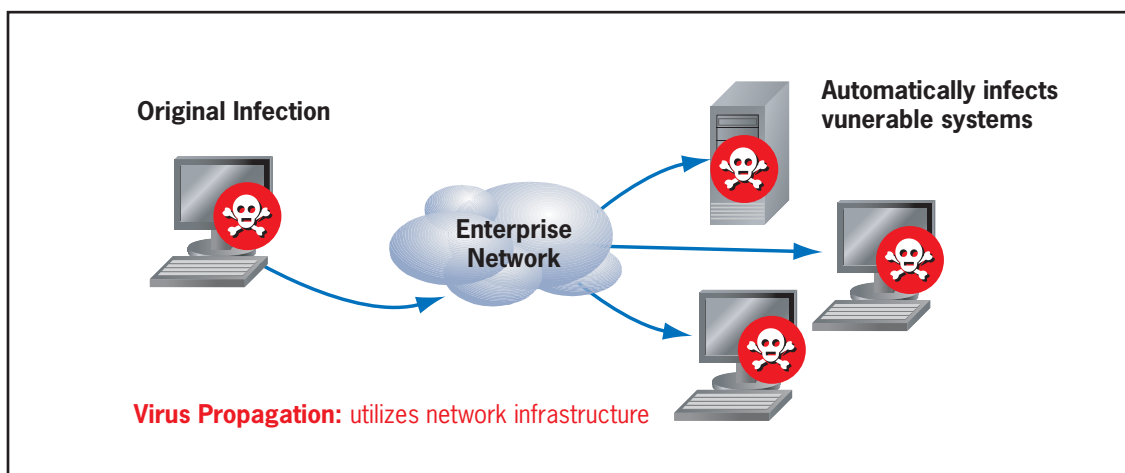 Original Infection
Automatically infects
vunerable systems
Enterprise
Network
Virus Propagation: utilizes network infrastructure